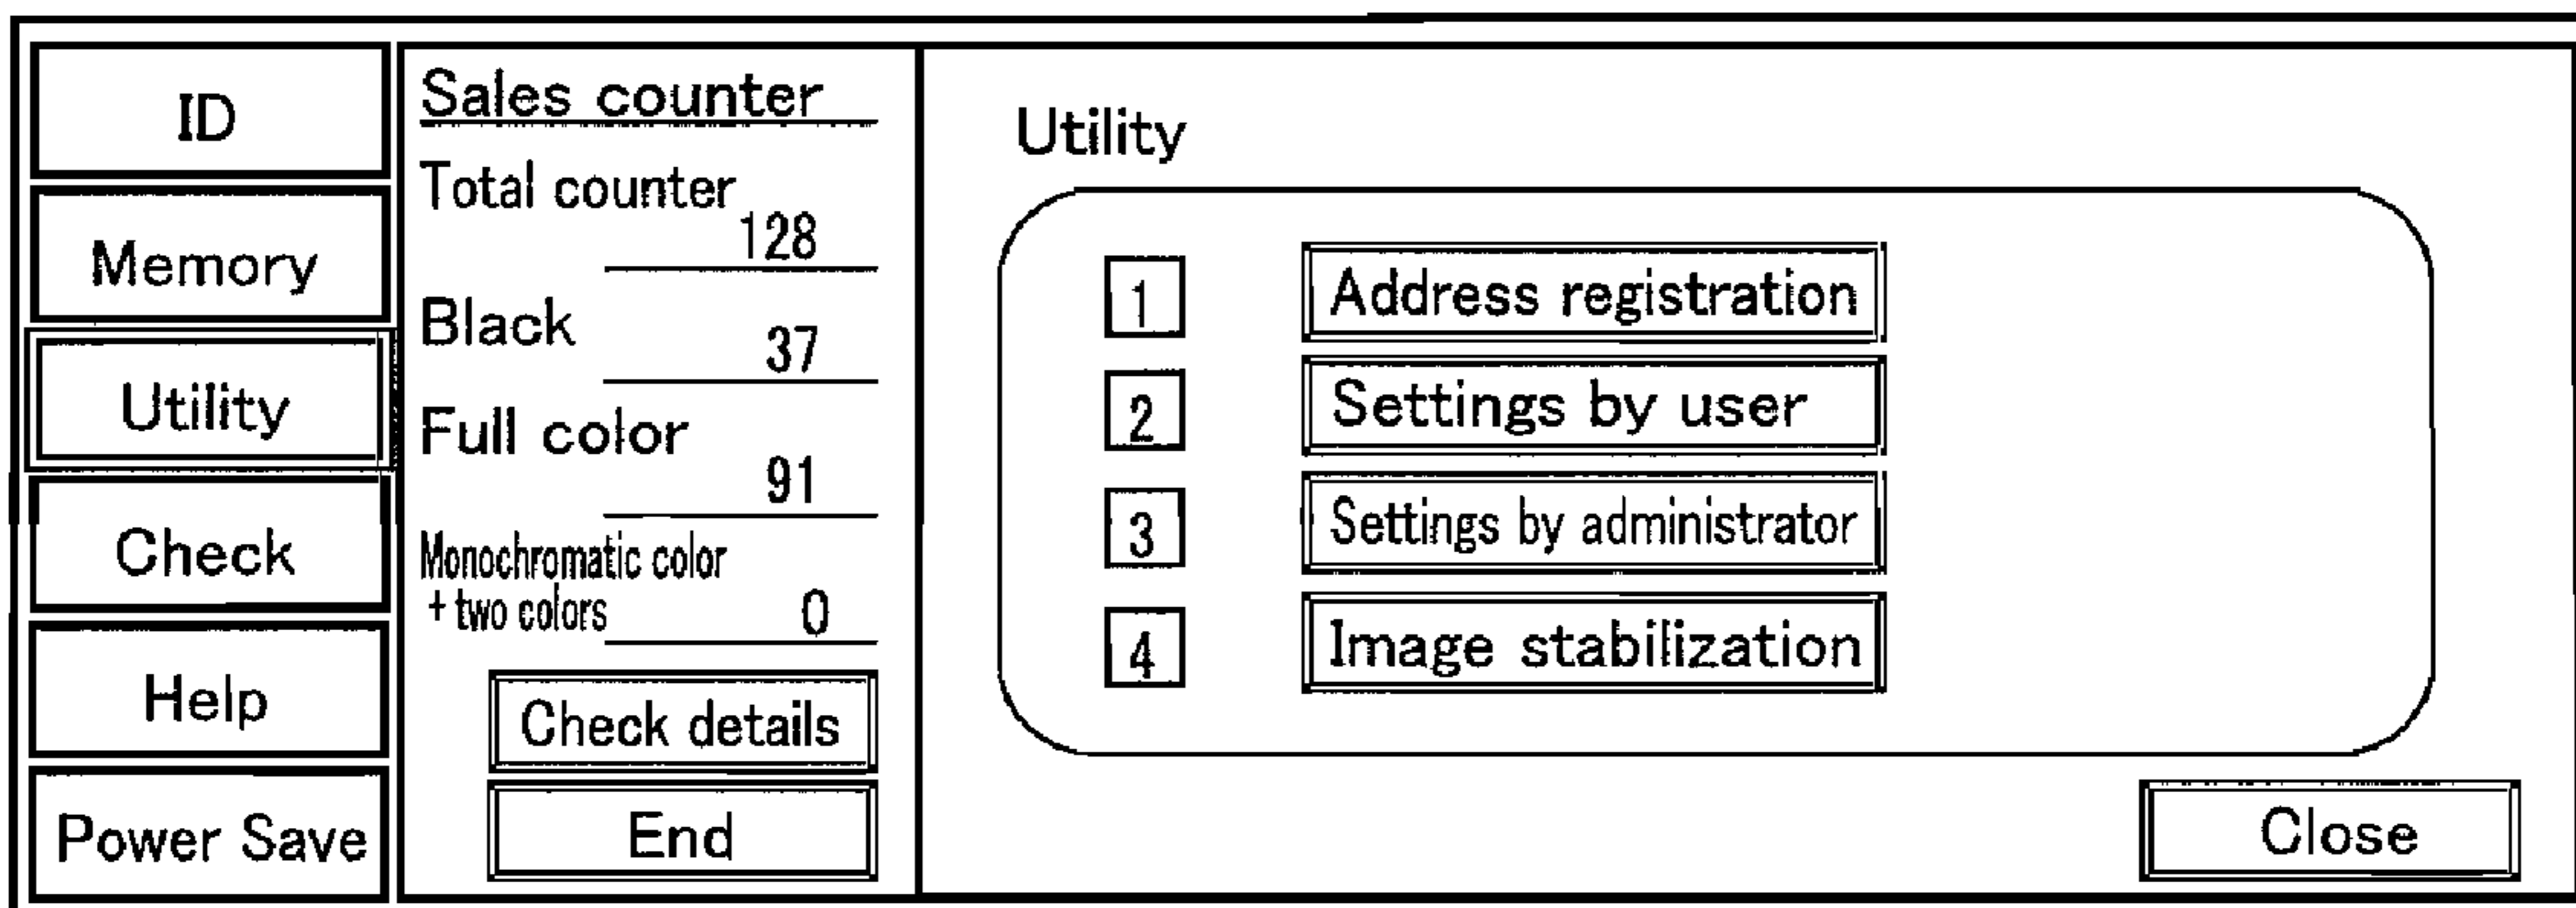 ID
Memory
Utility
Check
Help
Power Save
Sales counter
Total counter
128
Black
37
Full color
91
Monochromatic color
+ two colors
0
Check details
End
Utility
1 Address registration
2 Settings by user
3 Settings by administrator
4 Image stabilization
Close